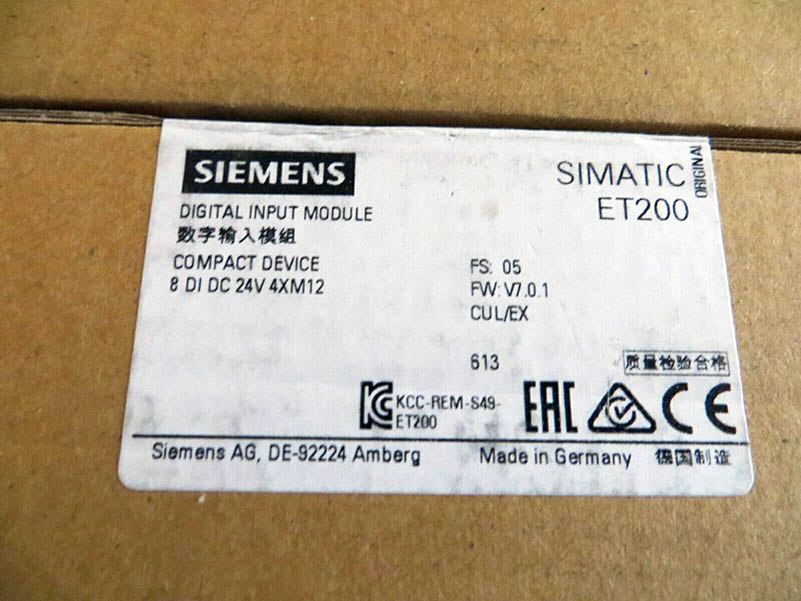 SIEMENS
SIMATIC
ET200
ORIGINAL
DIGITAL INPUT MODULE
数字输入模组
COMPACT DEVICE
8 DI DC 24V 4XM12
FS: 05
FW: V7.0.1
CUL/EX
613
质量检验合格
KCC-REM-S49-
ET200
EAC
CE
Siemens AG, DE-92224 Amberg
Made in Germany 德国制造